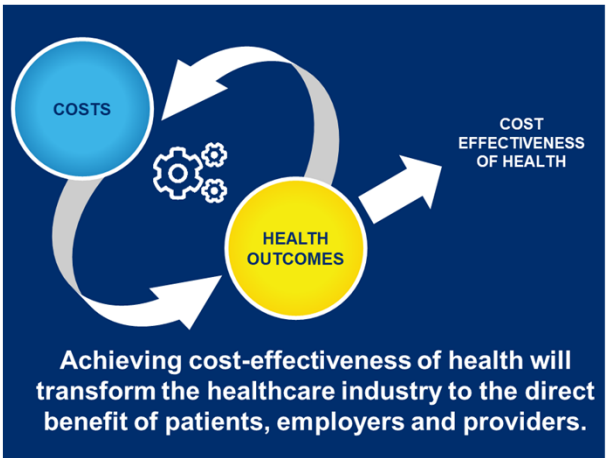 COSTS
COST
EFFECTIVENESS
OF HEALTH
HEALTH
OUTCOMES
Achieving cost-effectiveness of health will
transform the healthcare industry to the direct
benefit of patients, employers and providers.